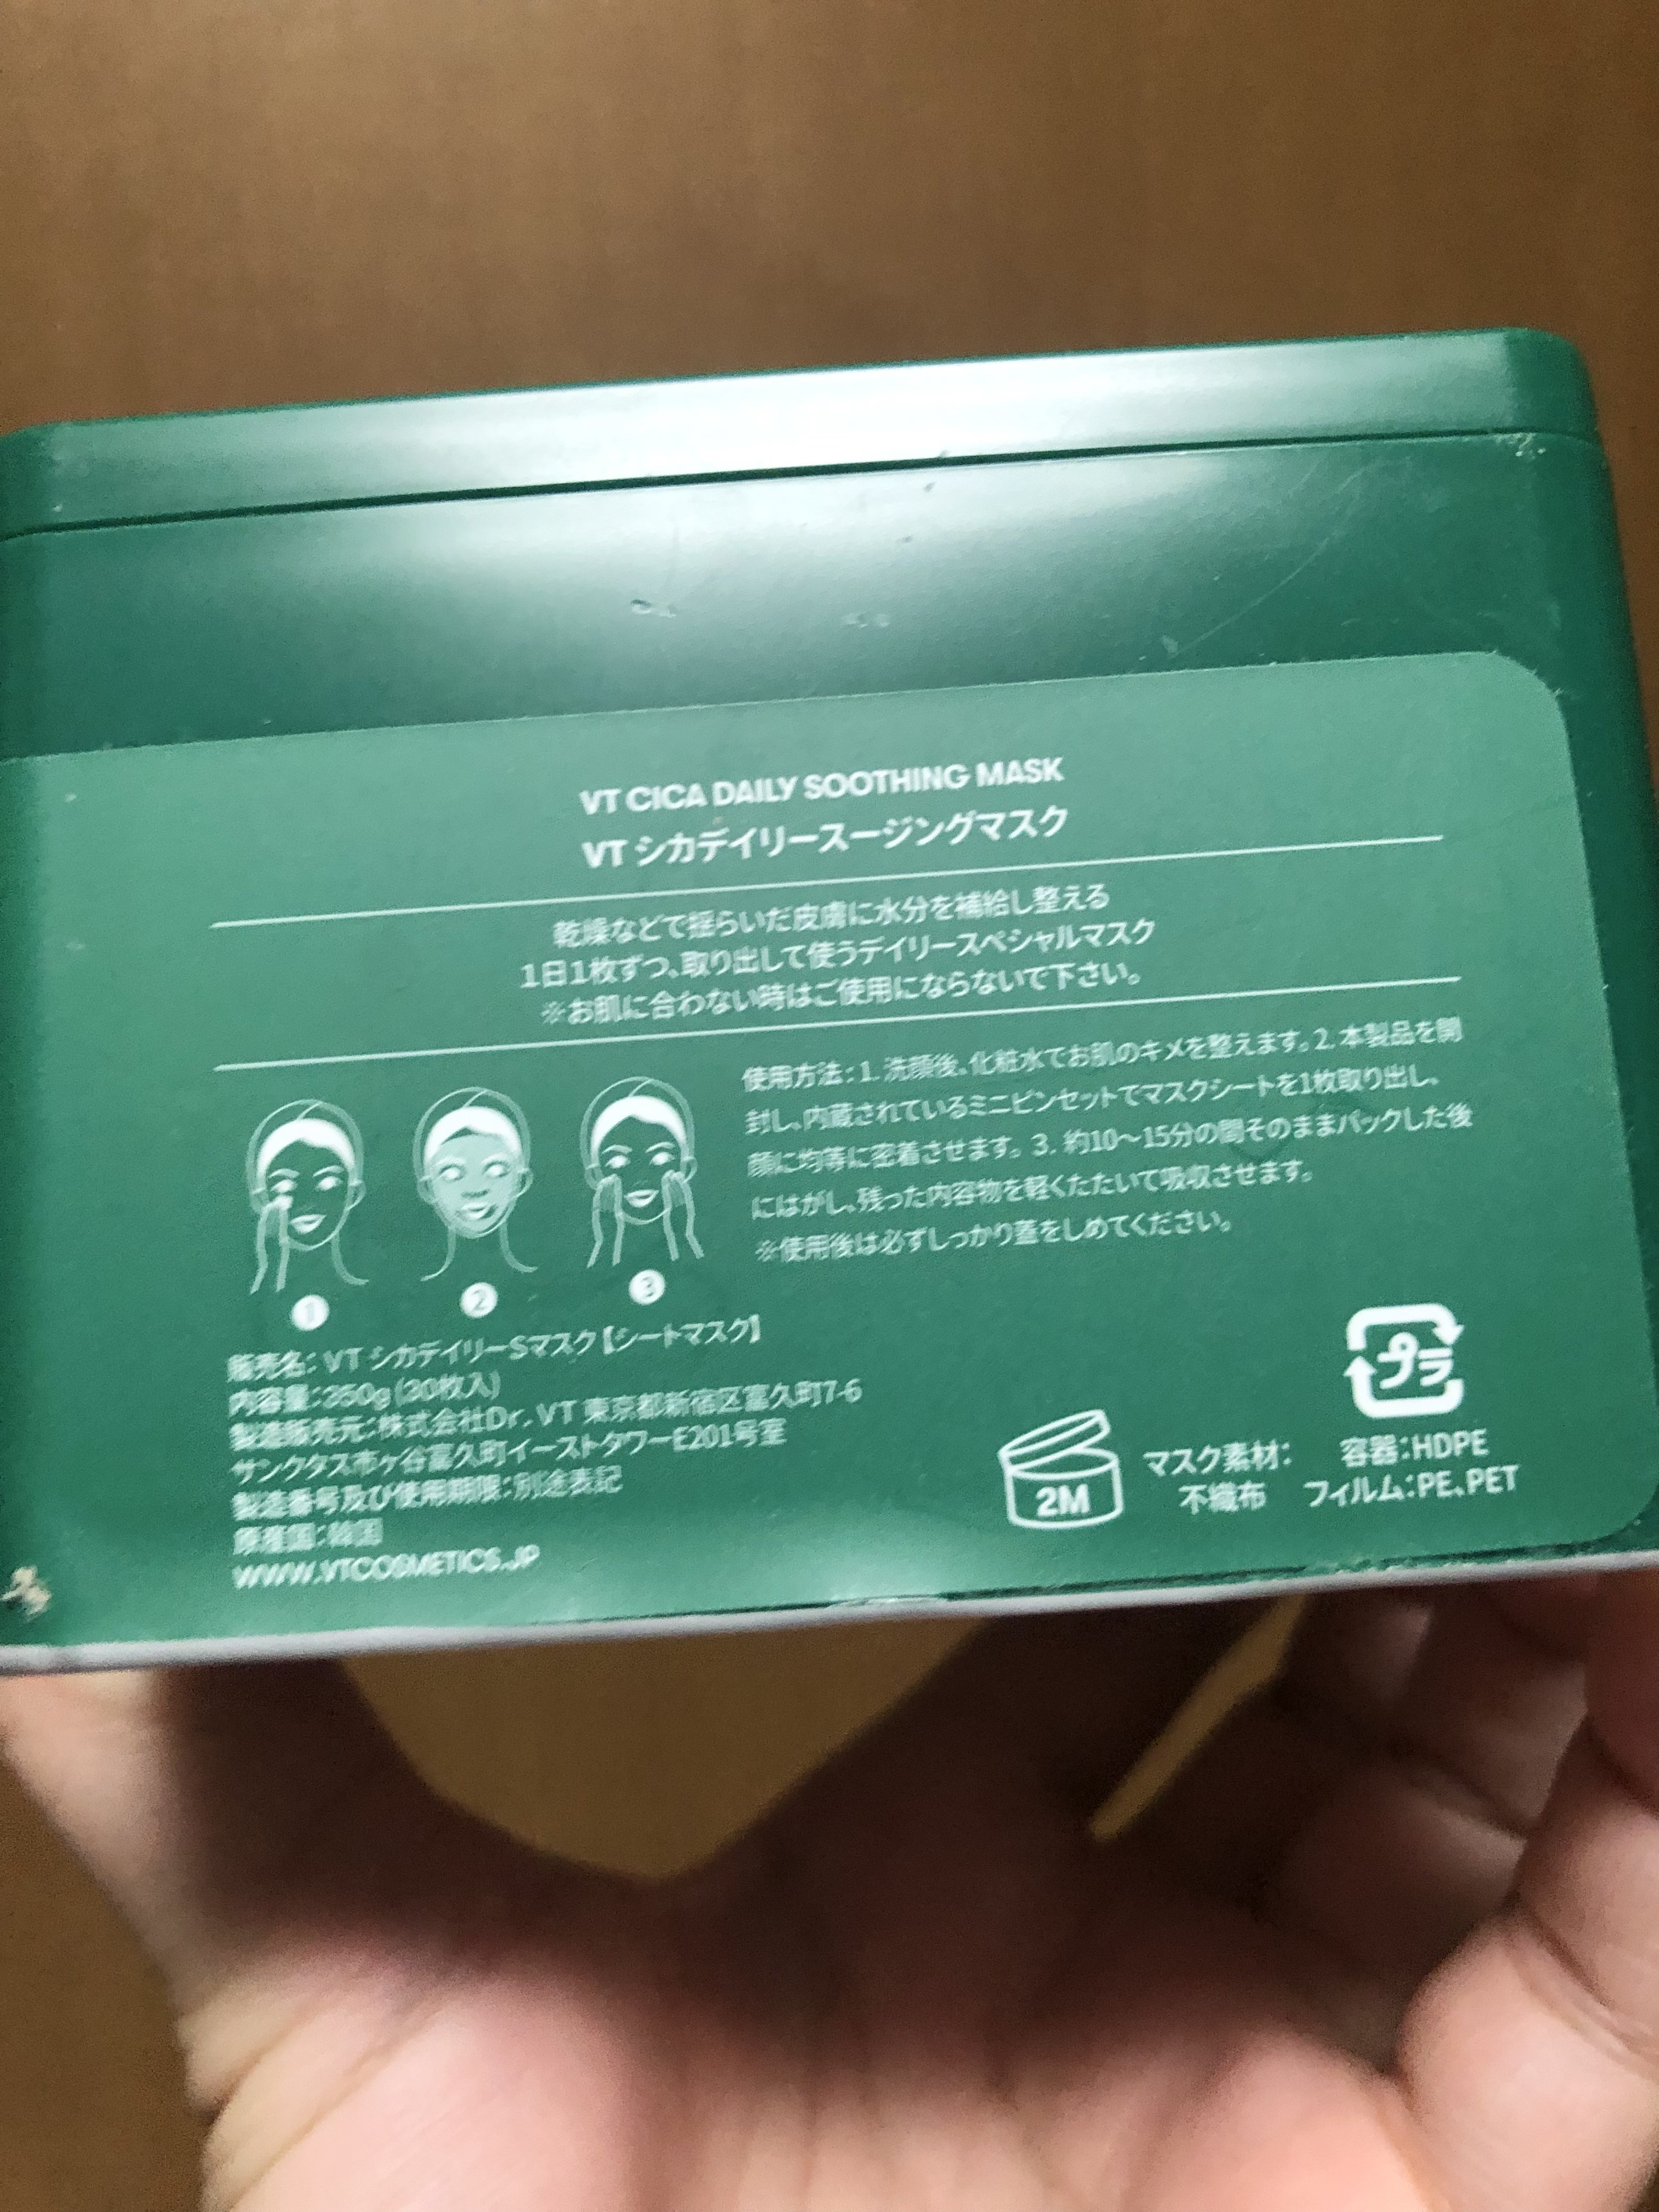 VT CICA DAILY SOOTHING MASK
VT シカデイリースージングマスク
乾燥などで揺らいだ皮膚に水分を補給し整える
1日1枚ずつ、取り出して使うデイリースペシャルマスク
※お肌に合わない時はご使用にならないで下さい。
使用方法：1. 洗顔後、化粧水でお肌のキメを整えます。2. 本製品を開
封し、内蔵されているミニピンセットでマスクシートを1枚取り出し、
顔に均等に密着させます。3. 約10～15分の間そのままパックした後
にはがし、残った内容物を軽くたたいて吸収させます。
※使用後は必ずしっかり蓋をしめてください。
1
2
3
販売名：VT シカデイリーSマスク【シートマスク】
内容量：350g (30枚入)
製造販売元：株式会社Dr. VT 東京都新宿区富久町7-6
サンクタス市ヶ谷富久町イーストタワーE201号室
製造番号及び使用期限：別途表記
原産国：韓国
WWW.VTCOSMETICS.JP
2M
マスク素材：
不織布
プラ
容器：HDPE
フィルム：PE、PET